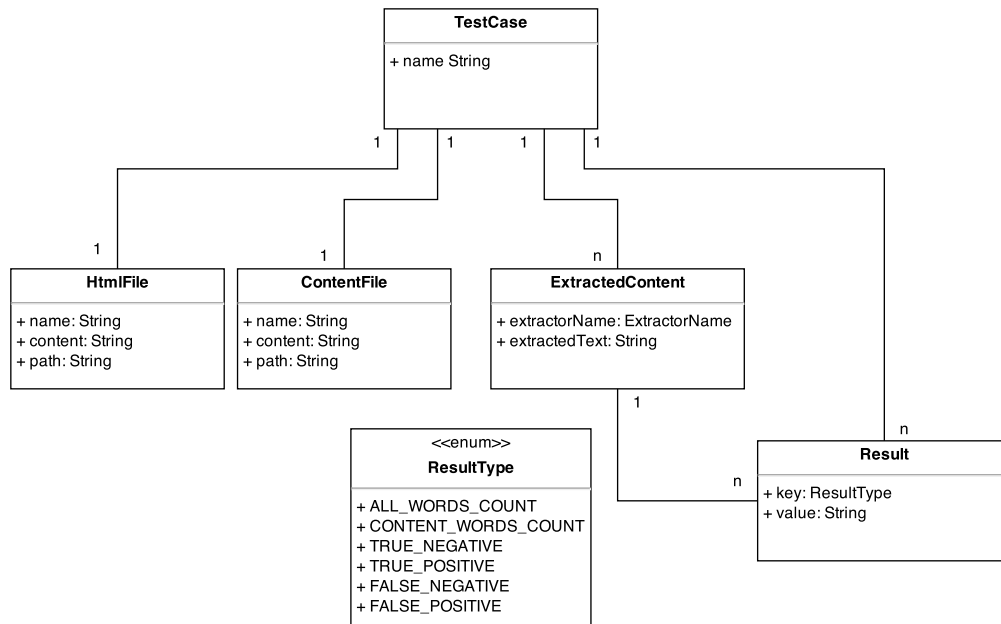 TestCase
+ name String
1
1
1
1
1
1
n
HtmlFile
+ name: String
+ content: String
+ path: String
ContentFile
+ name: String
+ content: String
+ path: String
ExtractedContent
+ extractorName: ExtractorName
+ extractedText: String
1
n
n
<<enum>>
ResultType
+ ALL_WORDS_COUNT
+ CONTENT_WORDS_COUNT
+ TRUE_NEGATIVE
+ TRUE_POSITIVE
+ FALSE_NEGATIVE
+ FALSE_POSITIVE
Result
+ key: ResultType
+ value: String